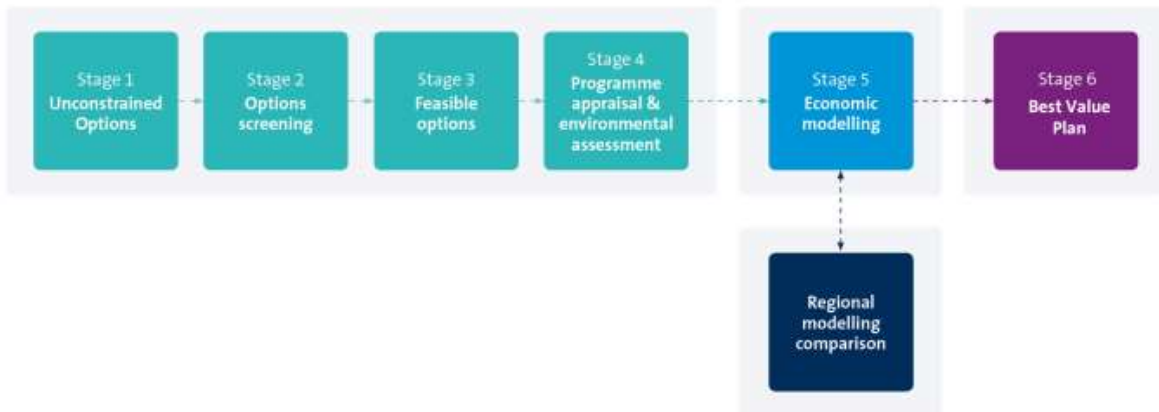 Stage 1
Unconstrained
Options
Stage 2
Options
screening
Stage 3
Feasible
options
Stage 4
Programme
appraisal &
environmental
assessment
Stage 5
Economic
modelling
Stage 6
Best Value
Plan
Regional
modelling
comparison